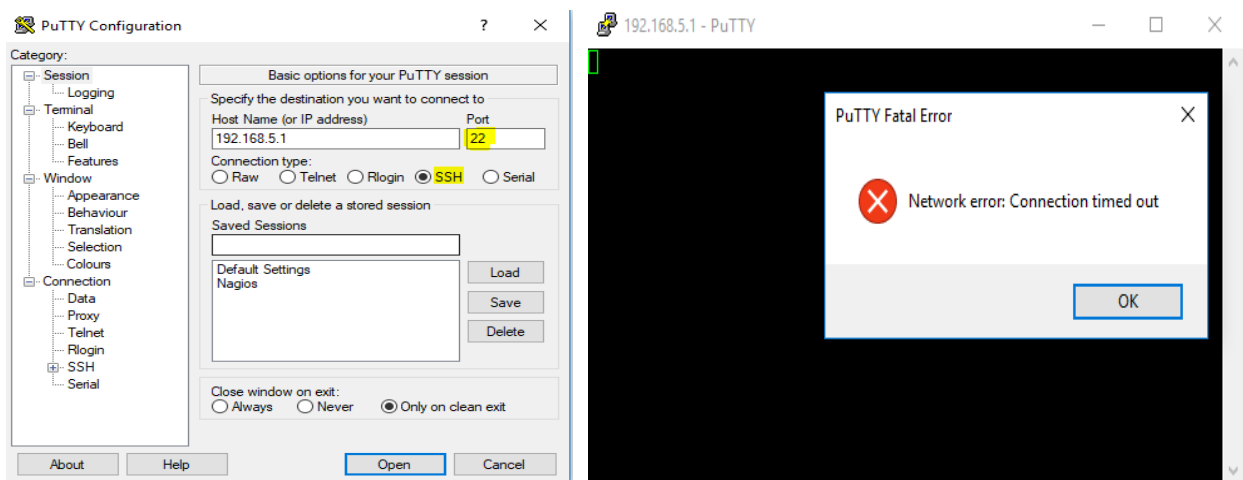 PuTTY Configuration
?
Category:
Session
Logging
Terminal
Keyboard
Bell
Features
Window
Appearance
Behaviour
Translation
Selection
Colours
Connection
Data
Proxy
Telnet
Rlogin
SSH
Serial
Basic options for your PuTTY session
Specify the destination you want to connect to
Host Name (or IP address) Port
192.168.5.1 22
Connection type:
Raw Telnet Rlogin SSH Serial
Load, save or delete a stored session
Saved Sessions
Default Settings
Nagios
Load
Save
Delete
Close window on exit:
Always Never Only on clean exit
About Help Open Cancel
192.168.5.1 - PuTTY
PuTTY Fatal Error
Network error: Connection timed out
OK